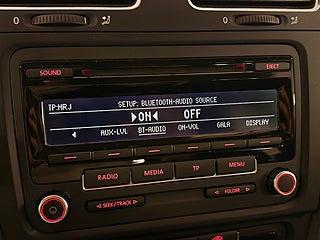 SOUND
EJECT
TP:MRJ SETUP: BLUETOOTH-AUDIO SOURCE
ON OFF
AUX-LVL BT-AUDIO ON-VOL GALA DISPLAY
RADIO MEDIA TP MENU
SEEK / TRACK FOLDER